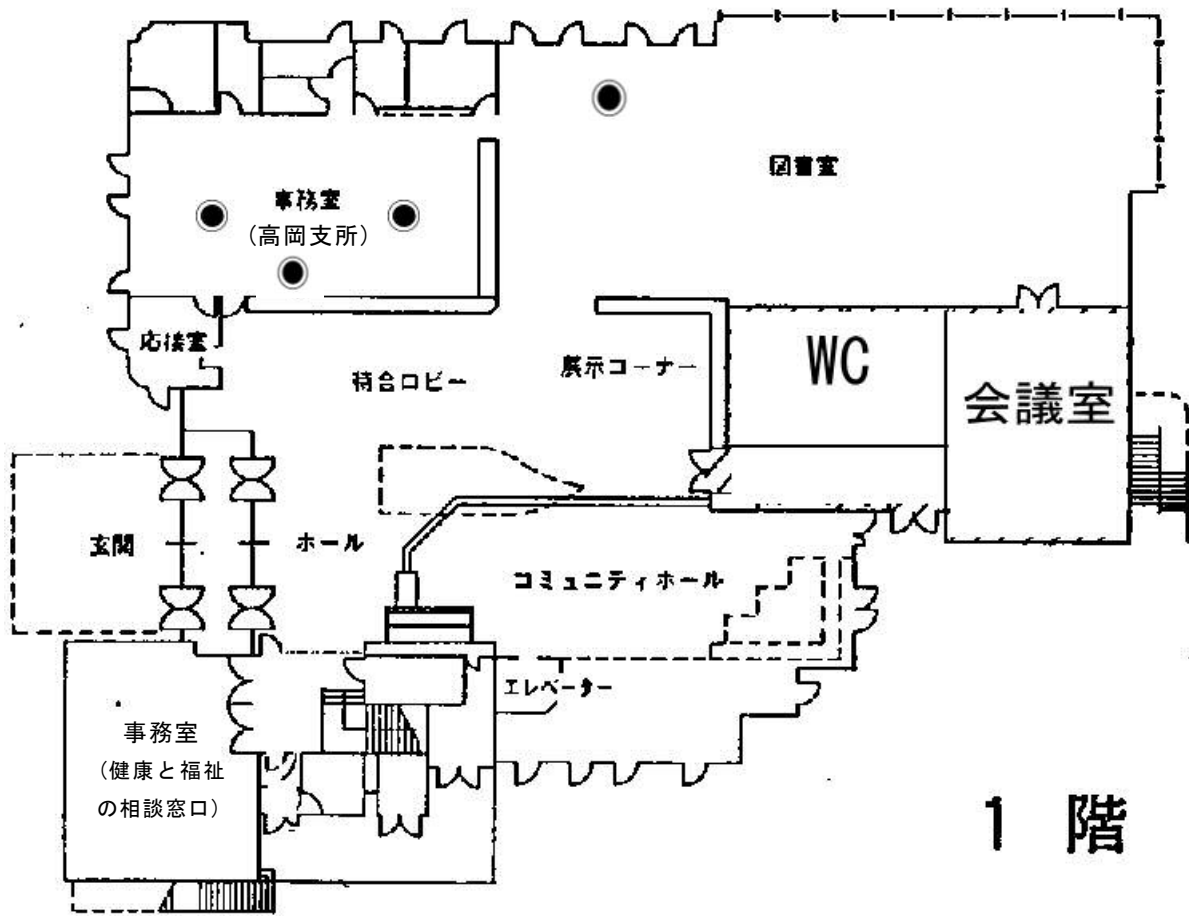 図書室
事務室
（高岡支所）
応接室
待合ロビー
展示コーナー
WC
会議室
玄関
ホール
コミュニティホール
エレベーター
事務室
（健康と福祉
の相談窓口）
1 階